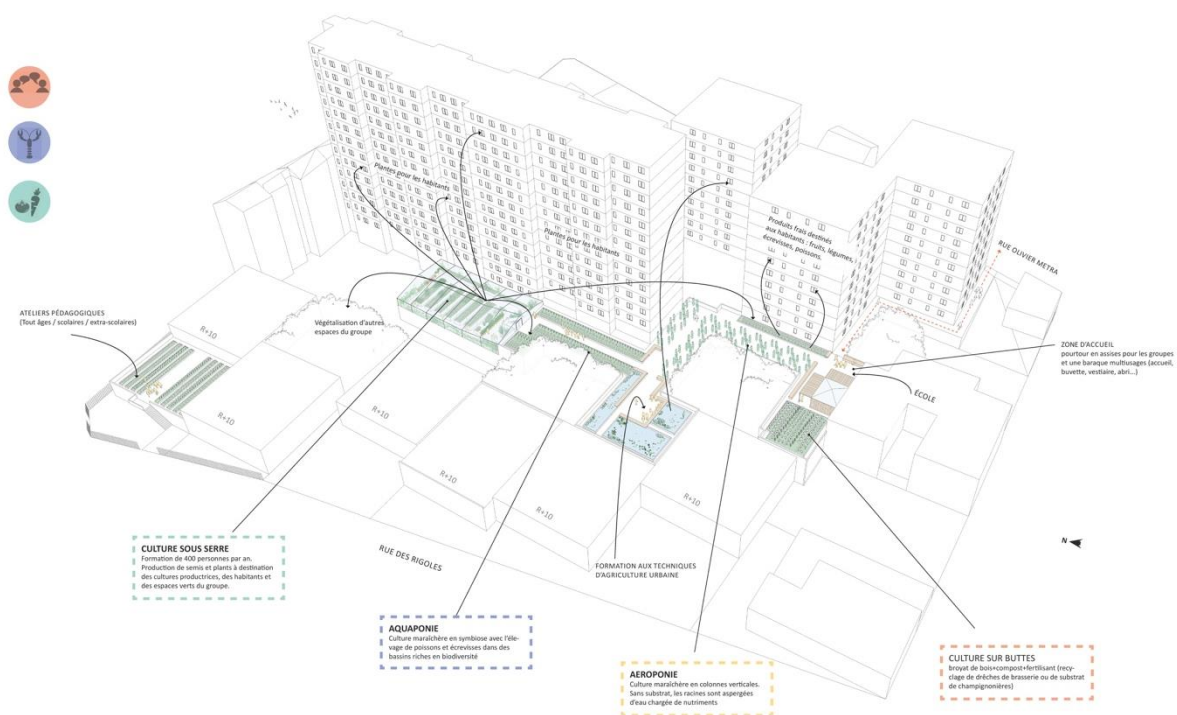 Plantes pour les habitants
Plantes pour les habitants
Produits frais destinés
aux habitants : fruits, légumes,
écrevisses, poissons.
RUE OLIVIER METRA
ATELIERS PÉDAGOGIQUES
(Tout âges / scolaires / extra-scolaires)
Végétalisation d'autres
espaces du groupe
ZONE D'ACCUEIL
pourtour en assises pour les groupes
et une baraque multiusages (accueil,
buvette, vestiaire, abri...)
ÉCOLE
R+10
R+10
R+10
R+10
R+10
R+10
N
RUE DES RIGOLES
FORMATION AUX TECHNIQUES
D'AGRICULTURE URBAINE
CULTURE SOUS SERRE
Formation de 400 personnes par an.
Production de semis et plants à destination
des cultures productrices, des habitants et
des espaces verts du groupe.
AQUAPONIE
Culture maraîchère en symbiose avec l'éle-
vage de poissons et écrevisses dans des
bassins riches en biodiversité
AEROPONIE
Culture maraîchère en colonnes verticales.
Sans substrat, les racines sont aspergées
d'eau chargée de nutriments
CULTURE SUR BUTTES
broyat de bois+compost+fertilisant (recy-
clage de drêches de brasserie ou de substrat
de champignonières)